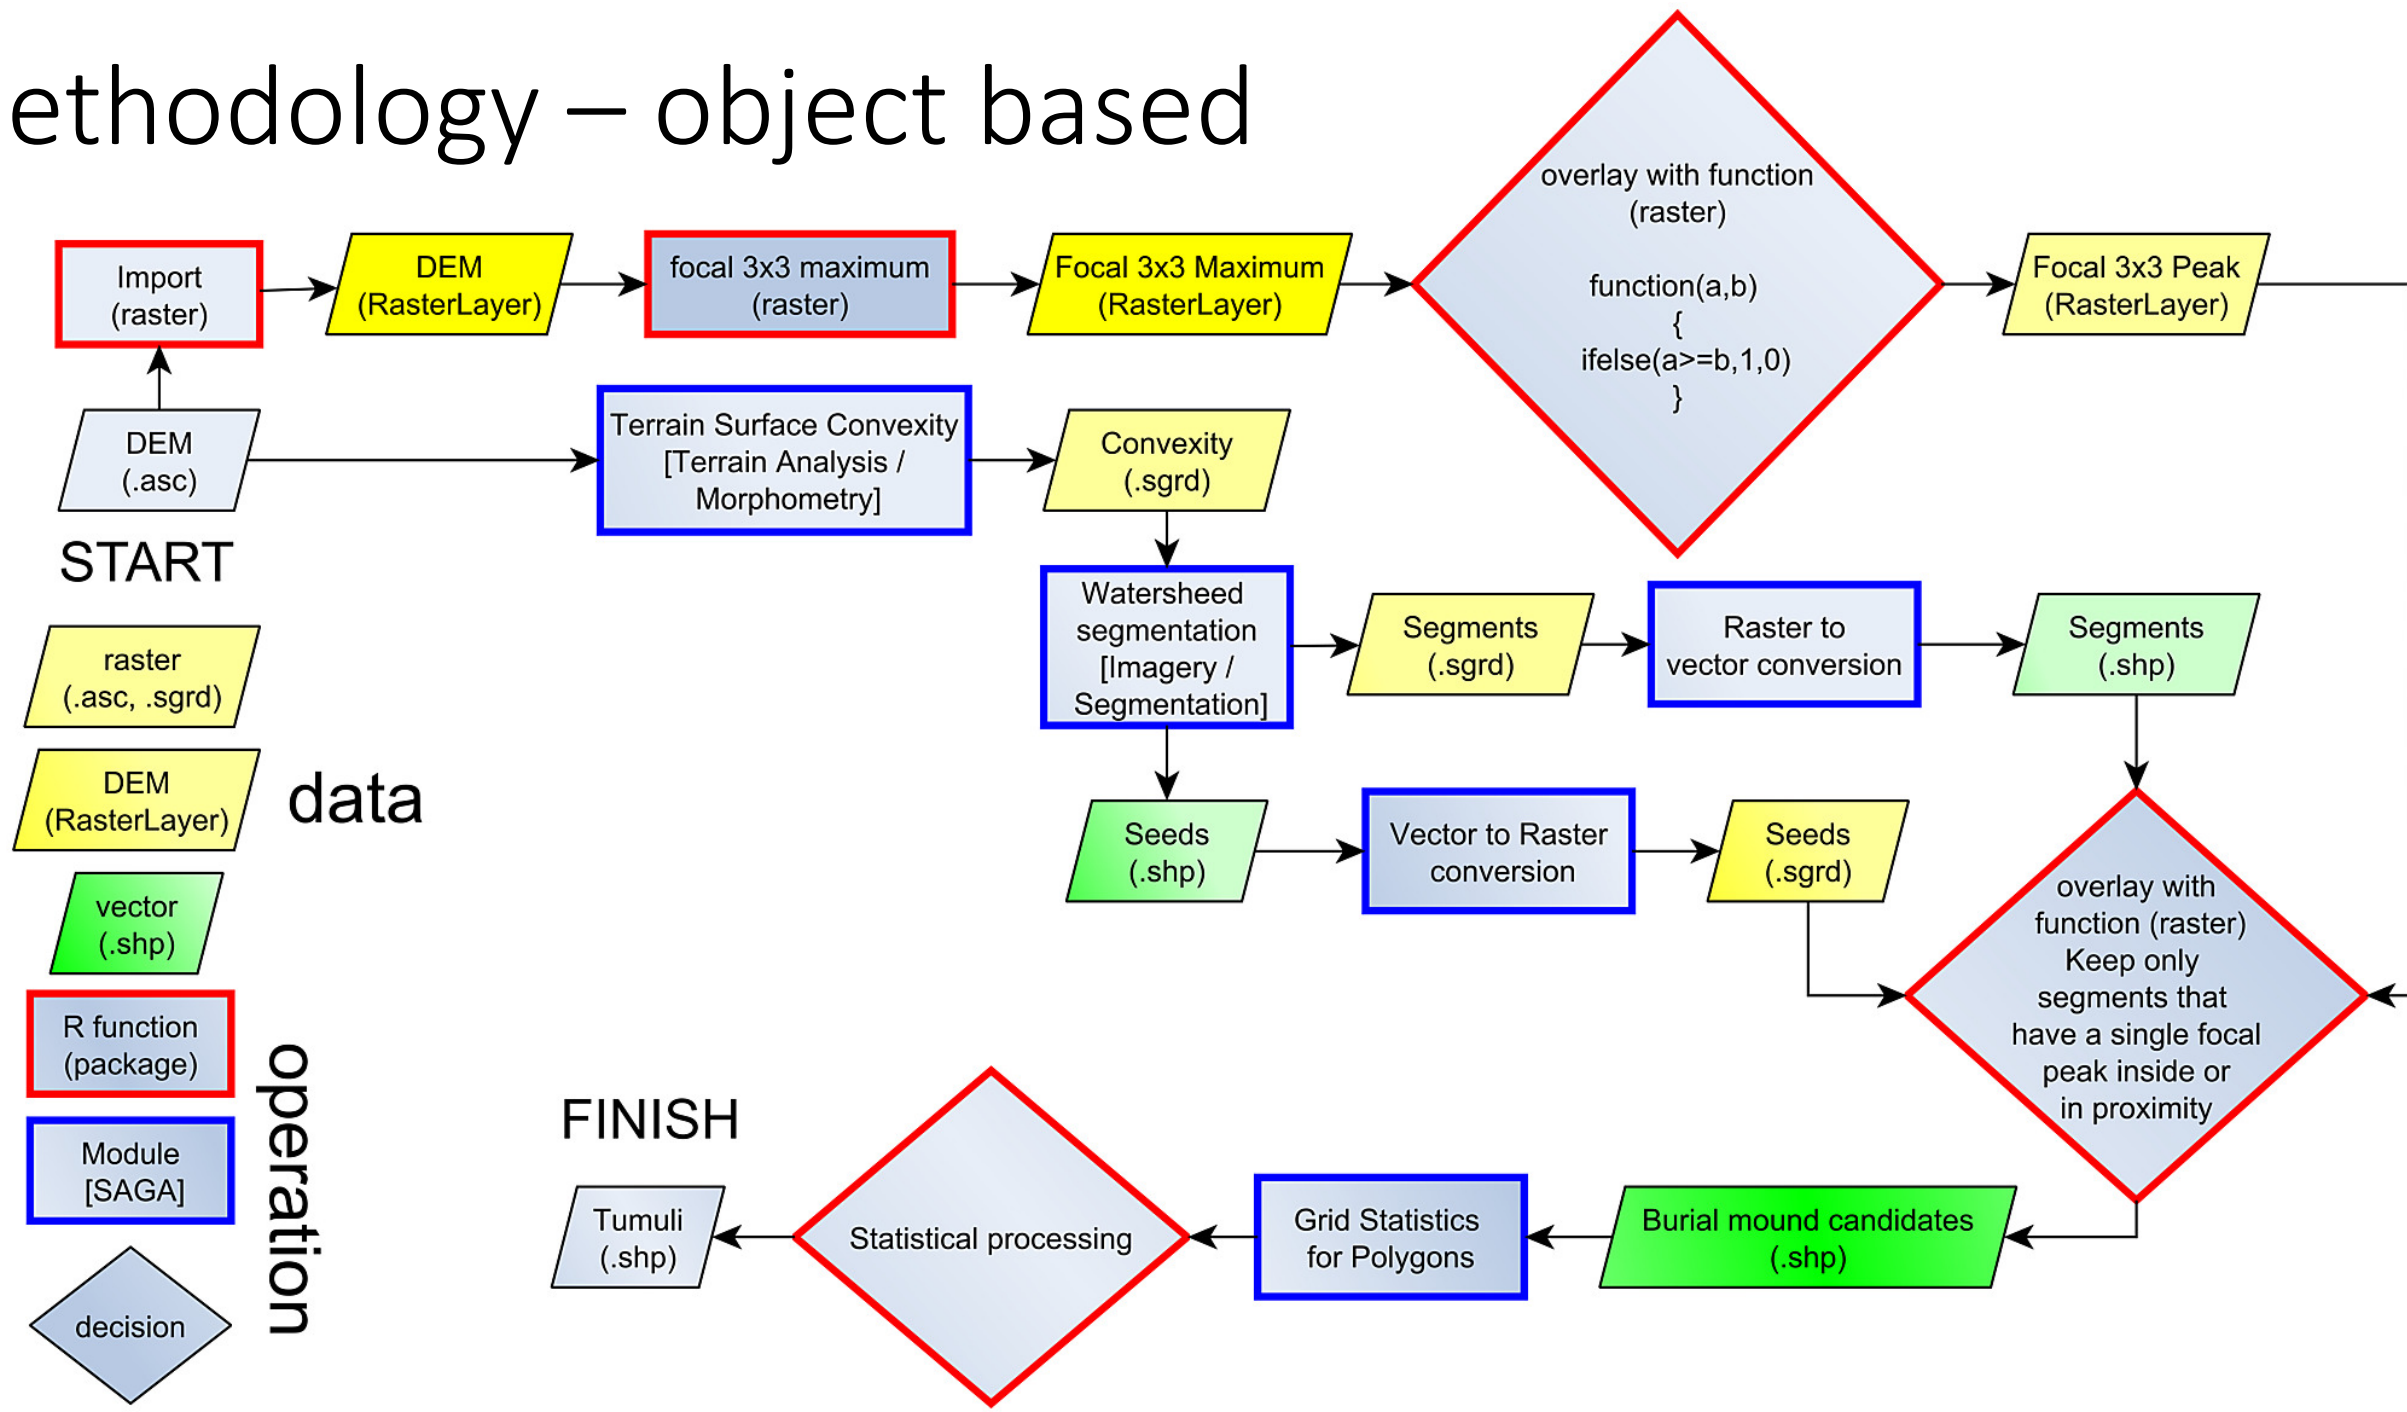 ethodology – object based
Import
(raster)
DEM
(RasterLayer)
focal 3x3 maximum
(raster)
Focal 3x3 Maximum
(RasterLayer)
overlay with function
(raster)
function(a,b)
{
ifelse(a>=b,1,0)
}
Focal 3x3 Peak
(RasterLayer)
DEM
(.asc)
START
Terrain Surface Convexity
[Terrain Analysis /
Morphometry]
Convexity
(.sgrd)
Watersheed
segmentation
[Imagery /
Segmentation]
Segments
(.sgrd)
Raster to
vector conversion
Segments
(.shp)
Seeds
(.shp)
Vector to Raster
conversion
Seeds
(.sgrd)
overlay with
function (raster)
Keep only
segments that
have a single focal
peak inside or
in proximity
Burial mound candidates
(.shp)
Grid Statistics
for Polygons
Statistical processing
FINISH
Tumuli
(.shp)
raster
(.asc, .sgrd)
DEM
(RasterLayer)
data
vector
(.shp)
R function
(package)
Module
[SAGA]
decision
operation